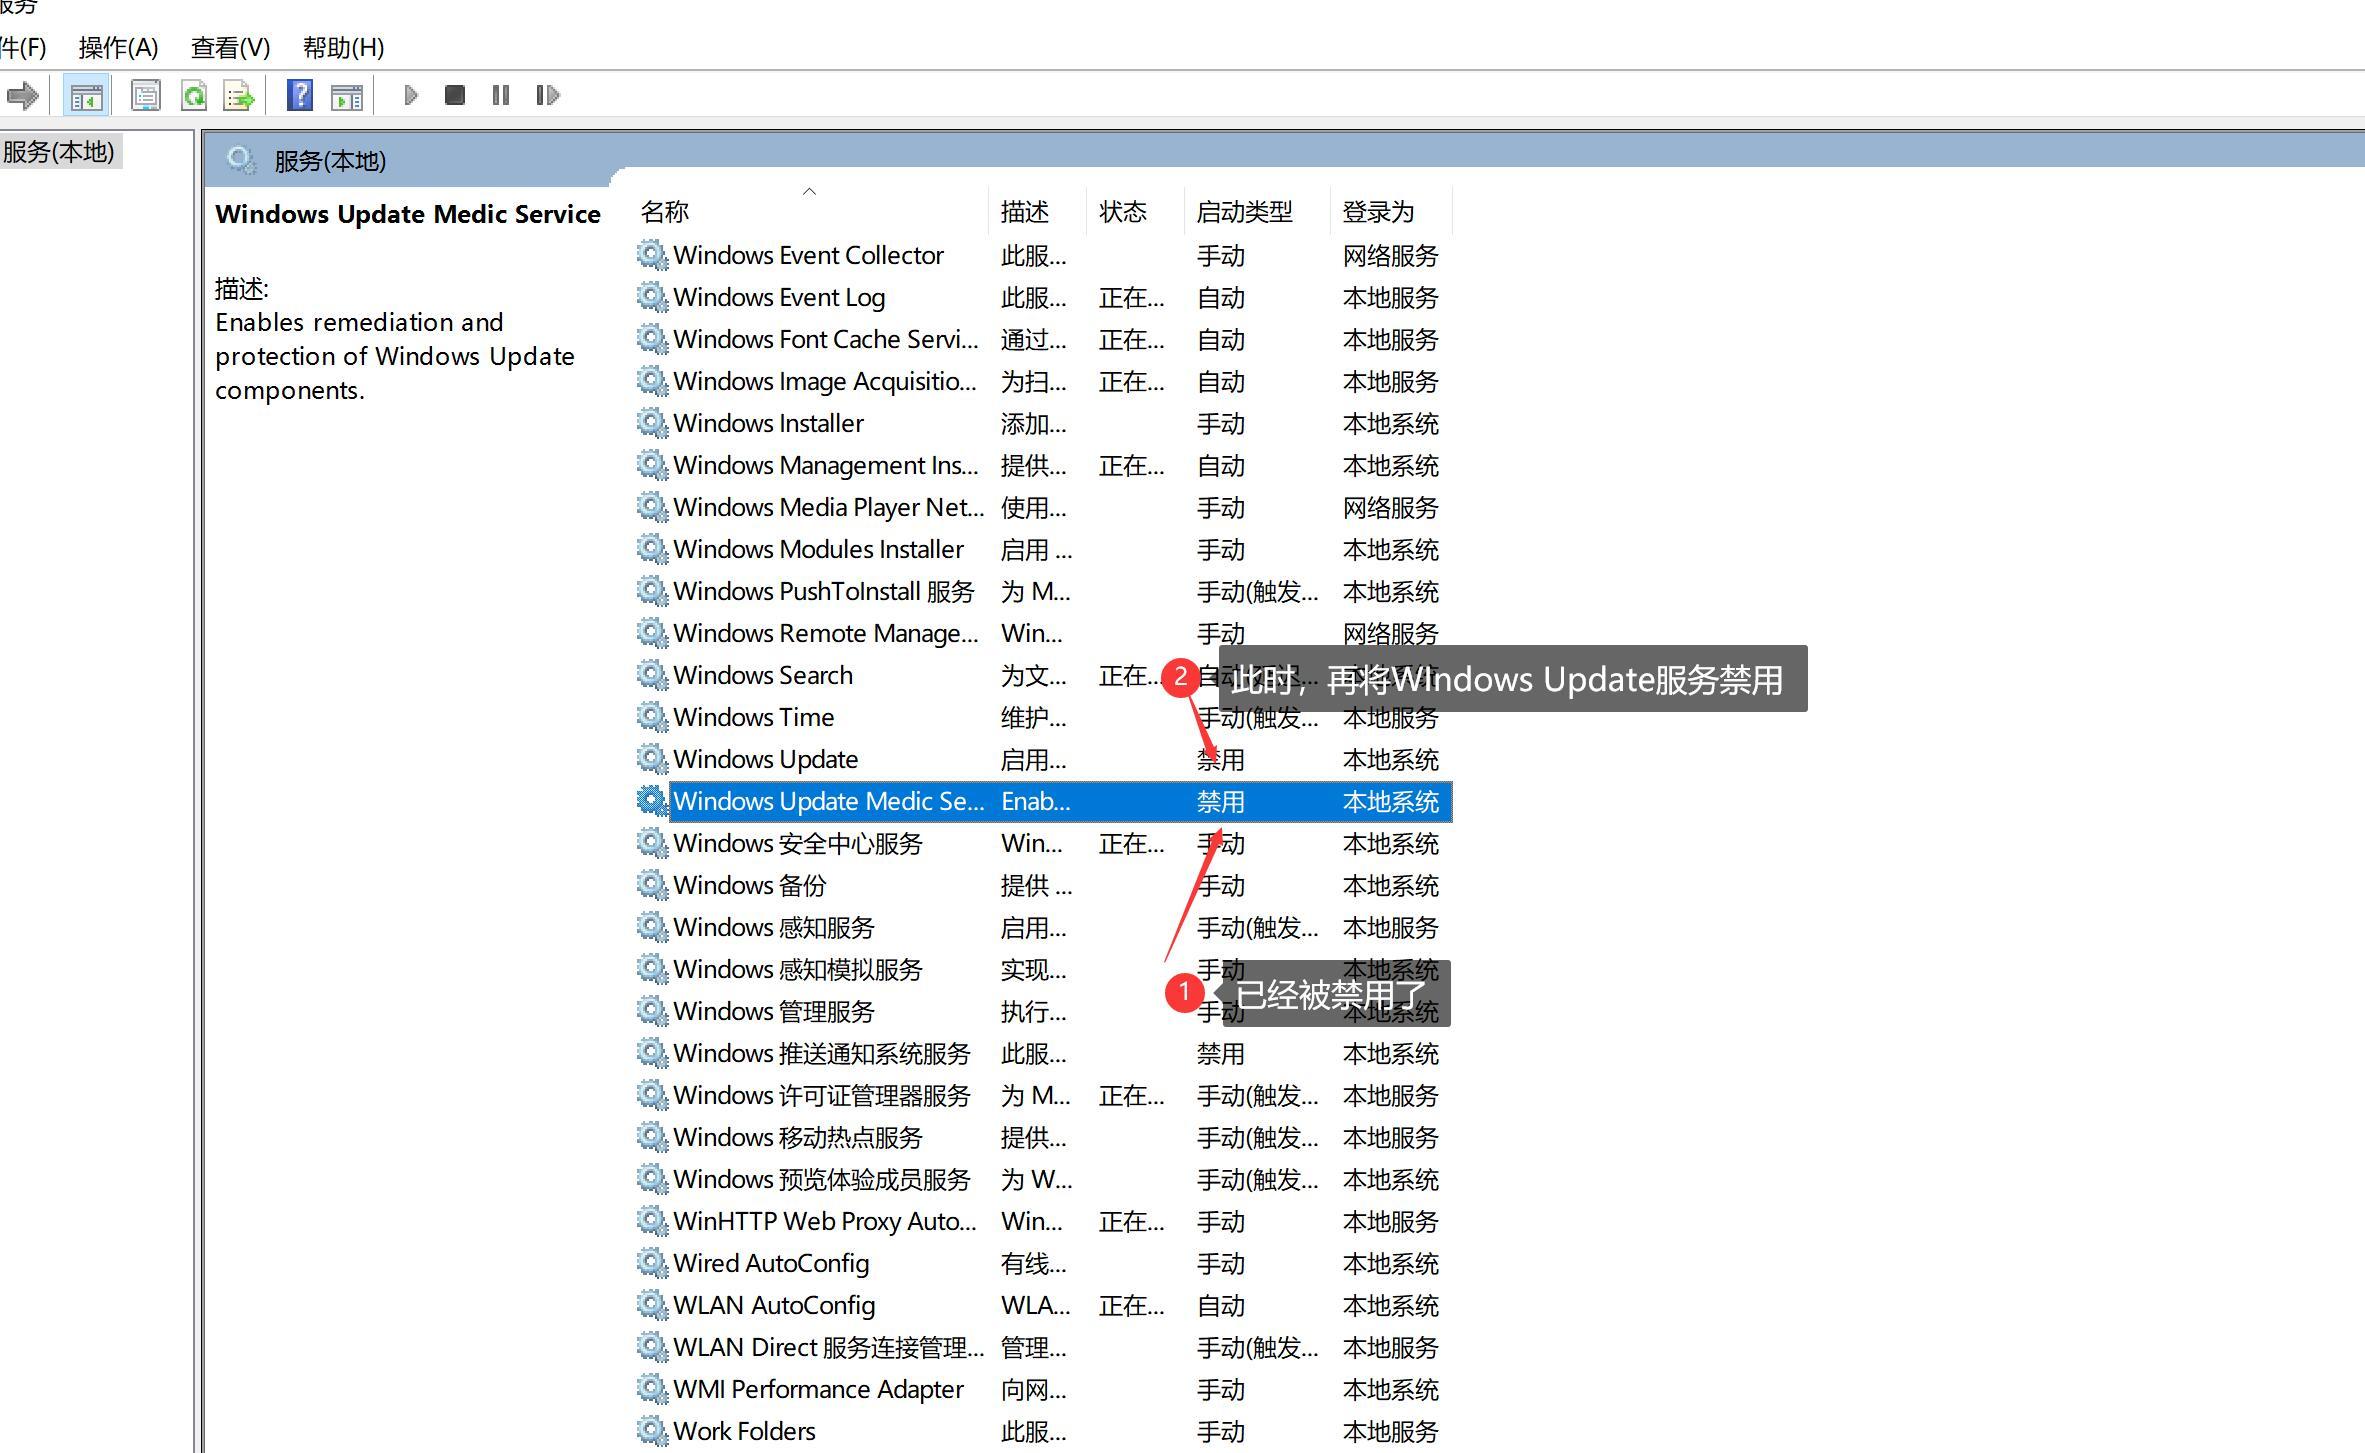 服务
件(F) 操作(A) 查看(V) 帮助(H)
服务(本地)
服务(本地)
Windows Update Medic Service
描述:
Enables remediation and
protection of Windows Update
components.
名称 描述 状态 启动类型 登录为
Windows Event Collector 此服... 手动 网络服务
Windows Event Log 此服... 正在... 自动 本地服务
Windows Font Cache Servi... 通过... 正在... 自动 本地服务
Windows Image Acquisitio... 为扫... 正在... 自动 本地服务
Windows Installer 添加... 手动 本地系统
Windows Management Ins... 提供... 正在... 自动 本地系统
Windows Media Player Net... 使用... 手动 网络服务
Windows Modules Installer 启用 ... 手动 本地系统
Windows PushToInstall 服务 为 M... 手动(触发... 本地系统
Windows Remote Manage... Win... 手动 网络服务
Windows Search 为文... 正在...
2 此时，再将WIndows Update服务禁用
Windows Time 维护... 手动(触发... 本地服务
Windows Update 启用... 禁用 本地系统
Windows Update Medic Se... Enab... 禁用 本地系统
Windows 安全中心服务 Win... 正在... 手动 本地系统
Windows 备份 提供 ... 手动 本地系统
Windows 感知服务 启用... 手动(触发... 本地服务
Windows 感知模拟服务 实现... 手动 本地系统
1 已经被禁用了
Windows 管理服务 执行... 手动 本地系统
Windows 推送通知系统服务 此服... 禁用 本地系统
Windows 许可证管理器服务 为 M... 正在... 手动(触发... 本地服务
Windows 移动热点服务 提供... 手动(触发... 本地服务
Windows 预览体验成员服务 为 W... 手动(触发... 本地系统
WinHTTP Web Proxy Auto... Win... 正在... 手动 本地服务
Wired AutoConfig 有线... 手动 本地系统
WLAN AutoConfig WLA... 正在... 自动 本地系统
WLAN Direct 服务连接管理... 管理... 手动(触发... 本地服务
WMI Performance Adapter 向网... 手动 本地系统
Work Folders 此服... 手动 本地服务